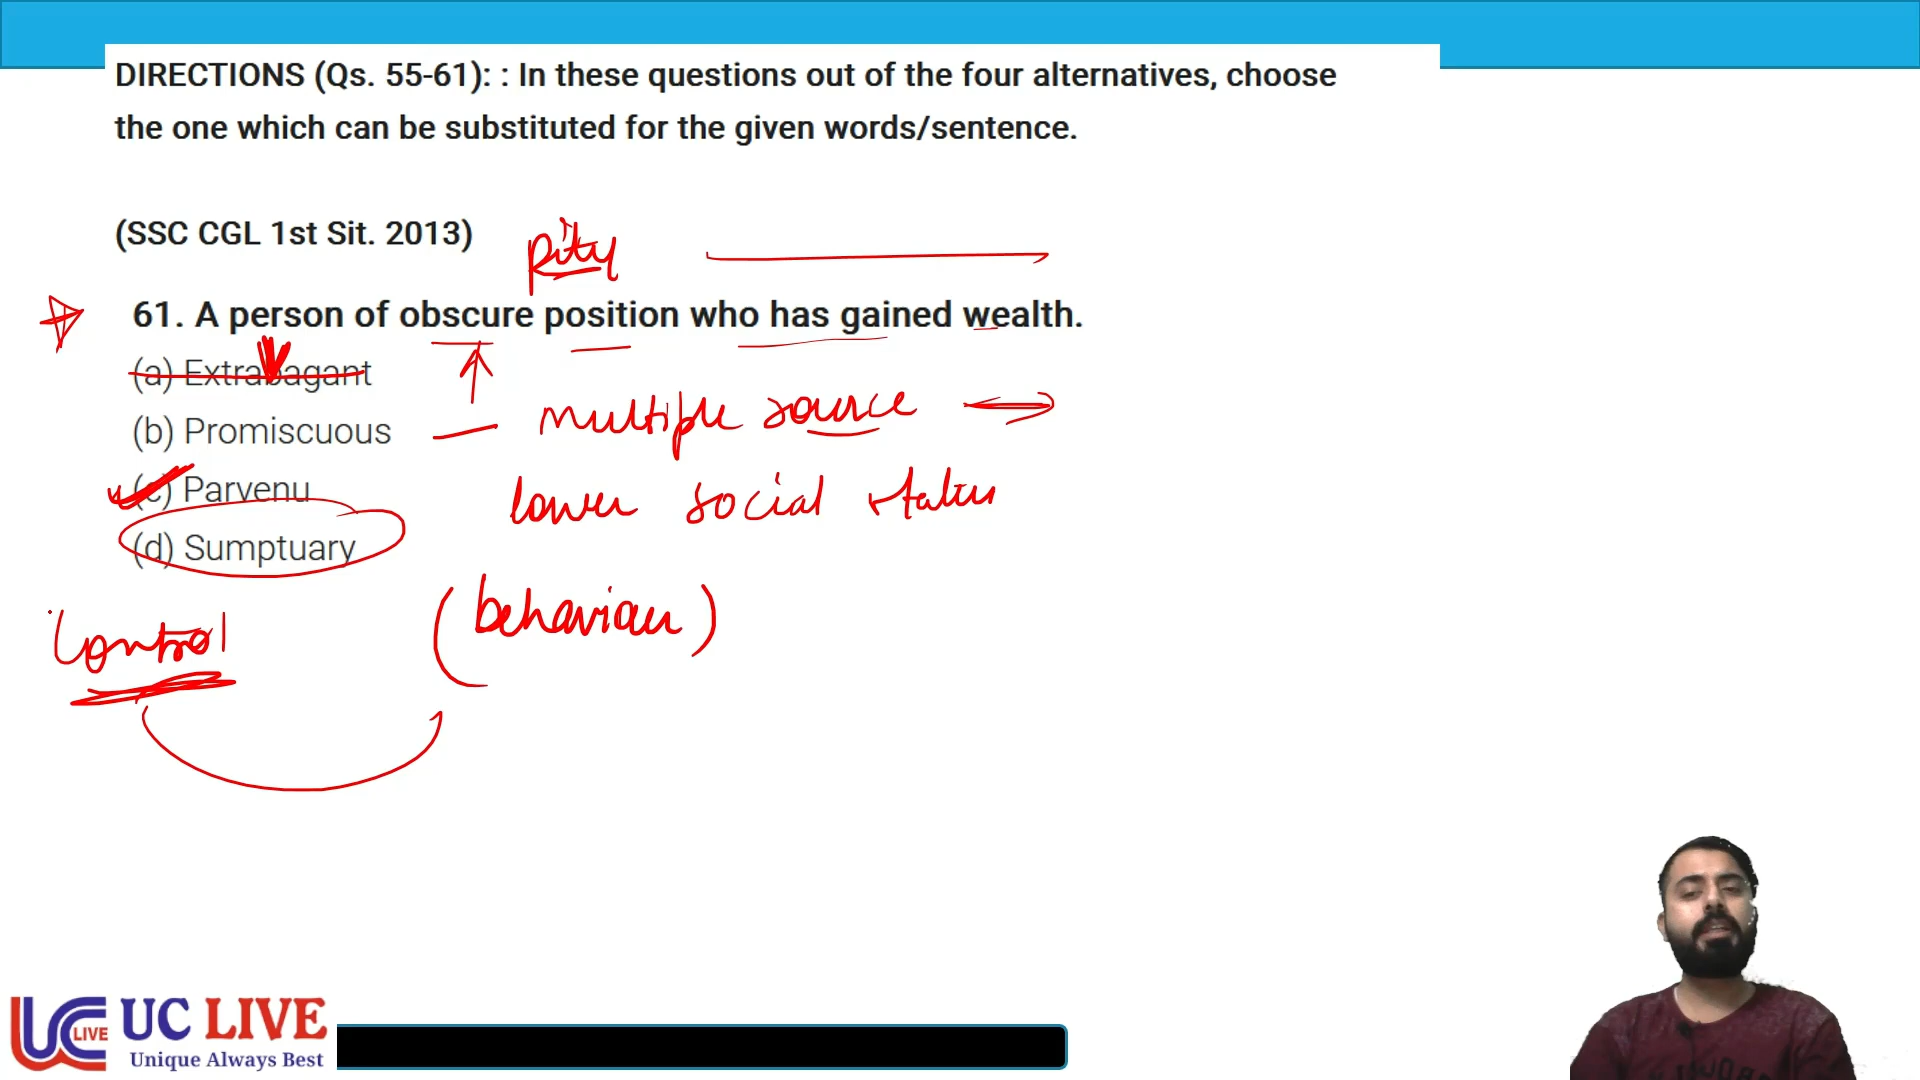 DIRECTIONS (Qs. 55-61): : In these questions out of the four alternatives, choose
the one which can be substituted for the given words/sentence.
(SSC CGL 1st Sit. 2013)
pity
61. A person of obscure position who has gained wealth.
(a) Extrabagant
(b) Promiscuous
multiple source
(c) Parvenu
lower social status
(d) Sumptuary
control
(behaviour)
UC LIVE
LIVE
Unique Always Best